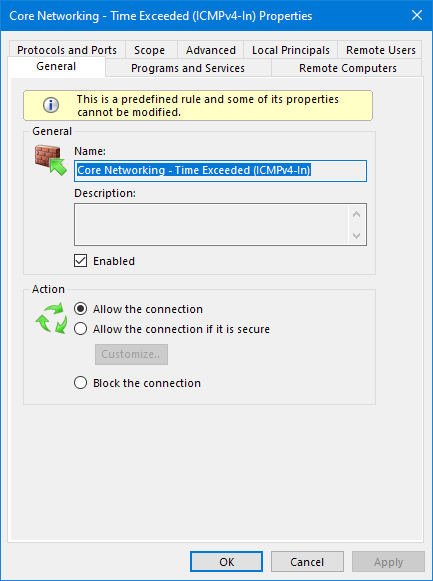 Core Networking - Time Exceeded (ICMPv4-In) Properties
Protocols and Ports Scope Advanced Local Principals Remote Users
General Programs and Services Remote Computers
This is a predefined rule and some of its properties
cannot be modified.
General
Name:
Core Networking - Time Exceeded (ICMPv4-In)
Description:
Enabled
Action
Allow the connection
Allow the connection if it is secure
Customize..
Block the connection
OK Cancel Apply